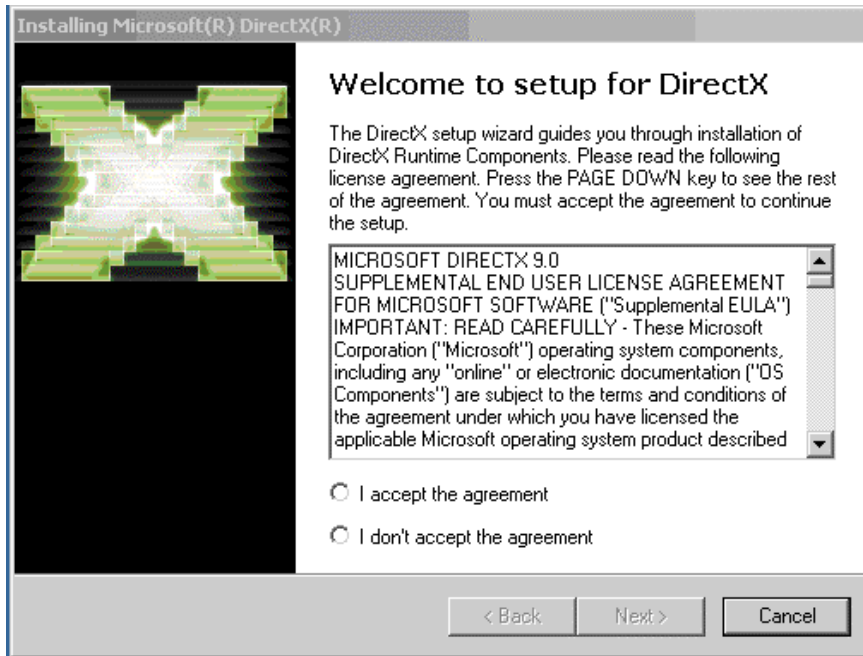 Installing Microsoft(R) DirectX(R)
Welcome to setup for DirectX
The DirectX setup wizard guides you through installation of
DirectX Runtime Components. Please read the following
license agreement. Press the PAGE DOWN key to see the rest
of the agreement. You must accept the agreement to continue
the setup.
MICROSOFT DIRECTX 9.0
SUPPLEMENTAL END USER LICENSE AGREEMENT
FOR MICROSOFT SOFTWARE ("Supplemental EULA")
IMPORTANT: READ CAREFULLY - These Microsoft
Corporation ("Microsoft") operating system components,
including any "online" or electronic documentation ("OS
Components") are subject to the terms and conditions of
the agreement under which you have licensed the
applicable Microsoft operating system product described
I accept the agreement
I don't accept the agreement
< Back
Next >
Cancel